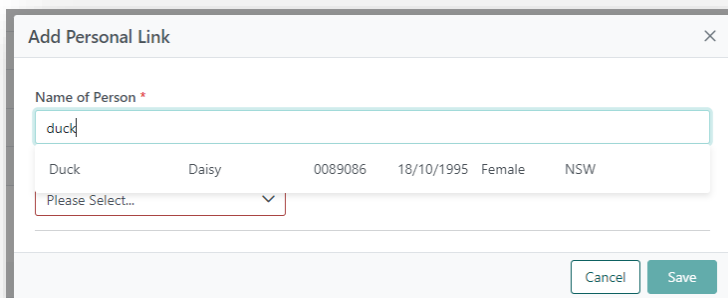 Add Personal Link
Name of Person *
duck
Duck Daisy 0089086 18/10/1995 Female NSW
Please Select...
Cancel Save